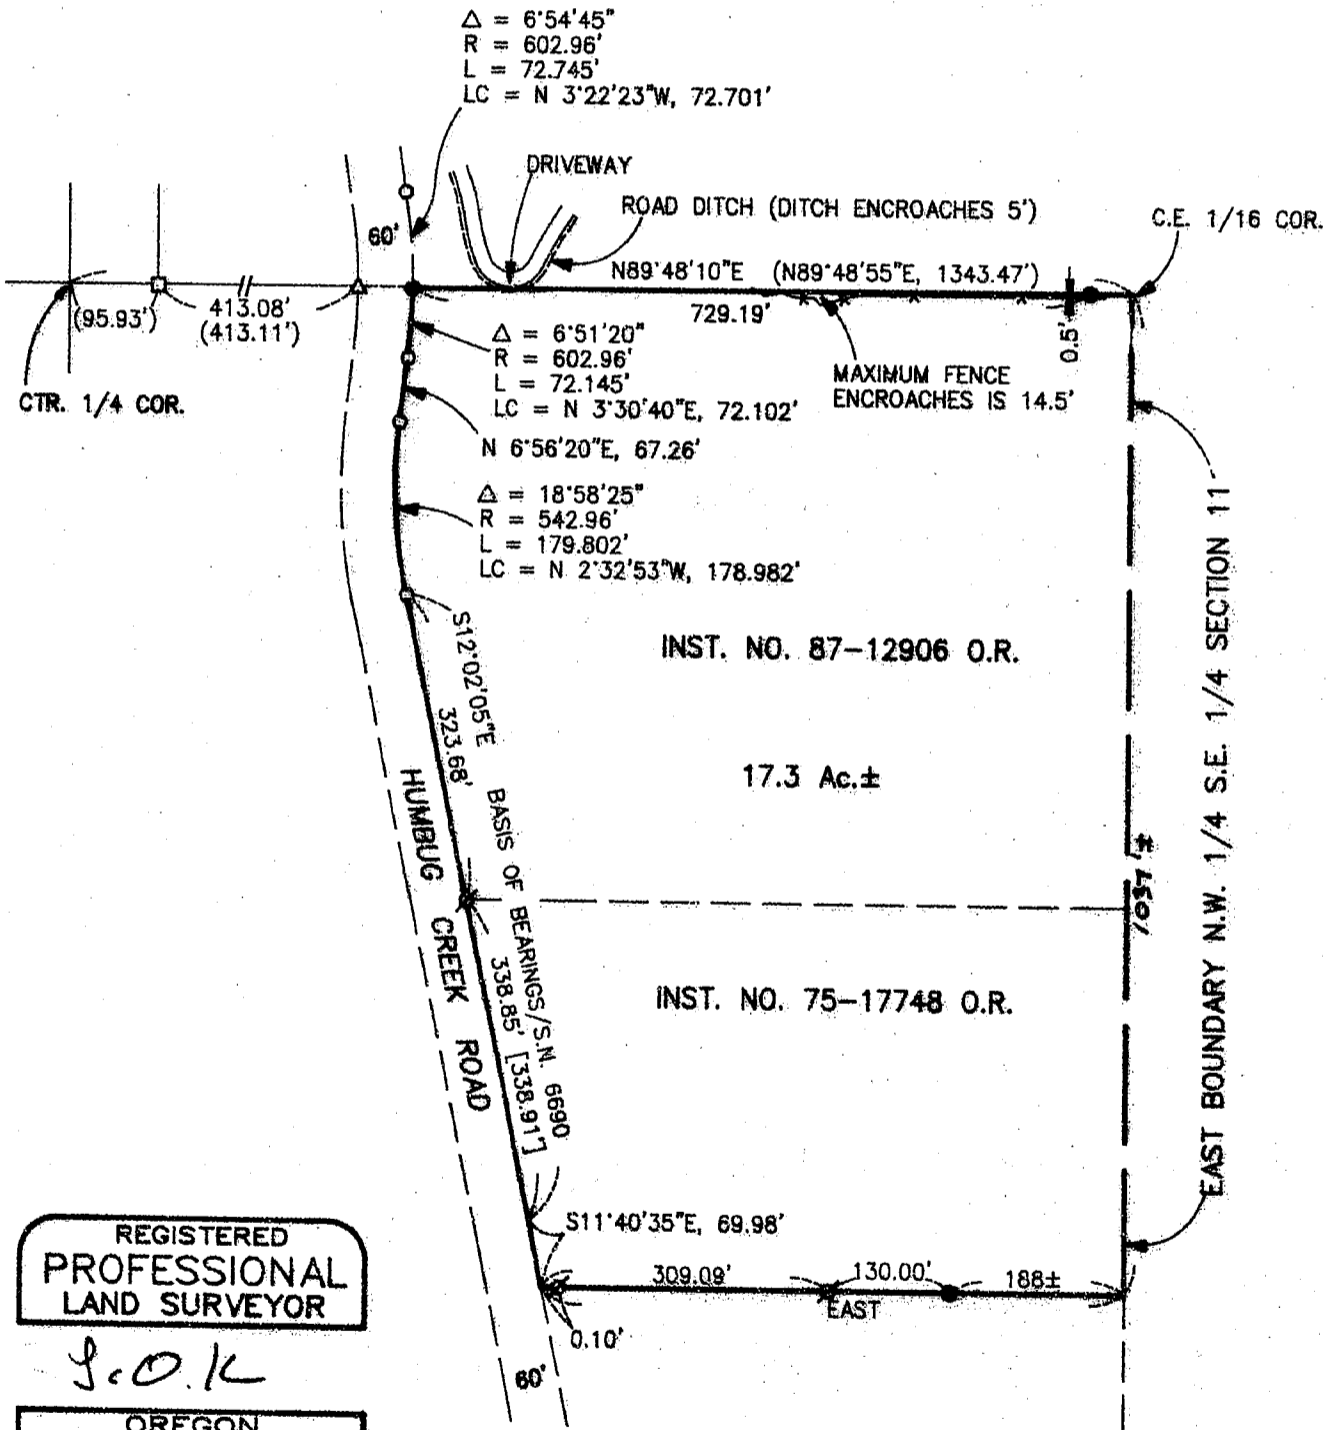 Δ = 6°54'45"
R = 602.96'
L = 72.745'
LC = N 3°22'23"W, 72.701'
DRIVEWAY
ROAD DITCH (DITCH ENCROACHES 5')
C.E. 1/16 COR.
60'
N89°48'10"E (N89°48'55"E, 1343.47')
(95.93')
413.08'
(413.11')
729.19'
0.5'
CTR. 1/4 COR.
Δ = 6°51'20"
R = 602.96'
L = 72.145'
LC = N 3°30'40"E, 72.102'
MAXIMUM FENCE
ENCROACHES IS 14.5'
N 6°56'20"E, 67.26'
Δ = 18°58'25"
R = 542.96'
L = 179.802'
LC = N 2°32'53"W, 178.982'
S12°02'05"E
323.68'
BASIS OF BEARINGS/S.N. 6690
338.85' [338.91']
HUMBUG CREEK ROAD
INST. NO. 87-12906 O.R.
17.3 Ac.±
INST. NO. 75-17748 O.R.
1037'±
EAST BOUNDARY N.W. 1/4 S.E. 1/4 SECTION 11
S11°40'35"E, 69.98'
309.09'
130.00'
188±
EAST
0.10'
60'
REGISTERED
PROFESSIONAL
LAND SURVEYOR
J.O.K
OREGON